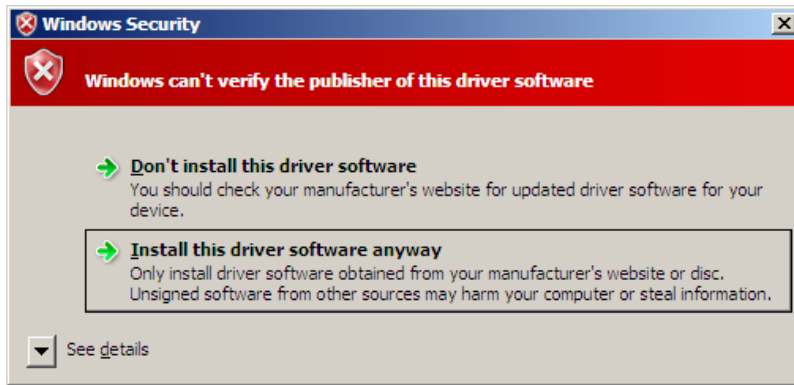 Windows Security
Windows can't verify the publisher of this driver software
Don't install this driver software
You should check your manufacturer's website for updated driver software for your
device.
Install this driver software anyway
Only install driver software obtained from your manufacturer's website or disc.
Unsigned software from other sources may harm your computer or steal information.
See details